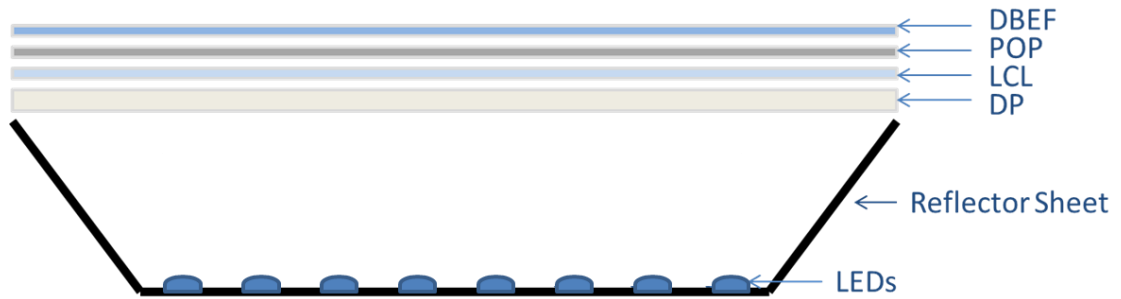 DBEF
POP
LCL
DP
Reflector Sheet
LEDs